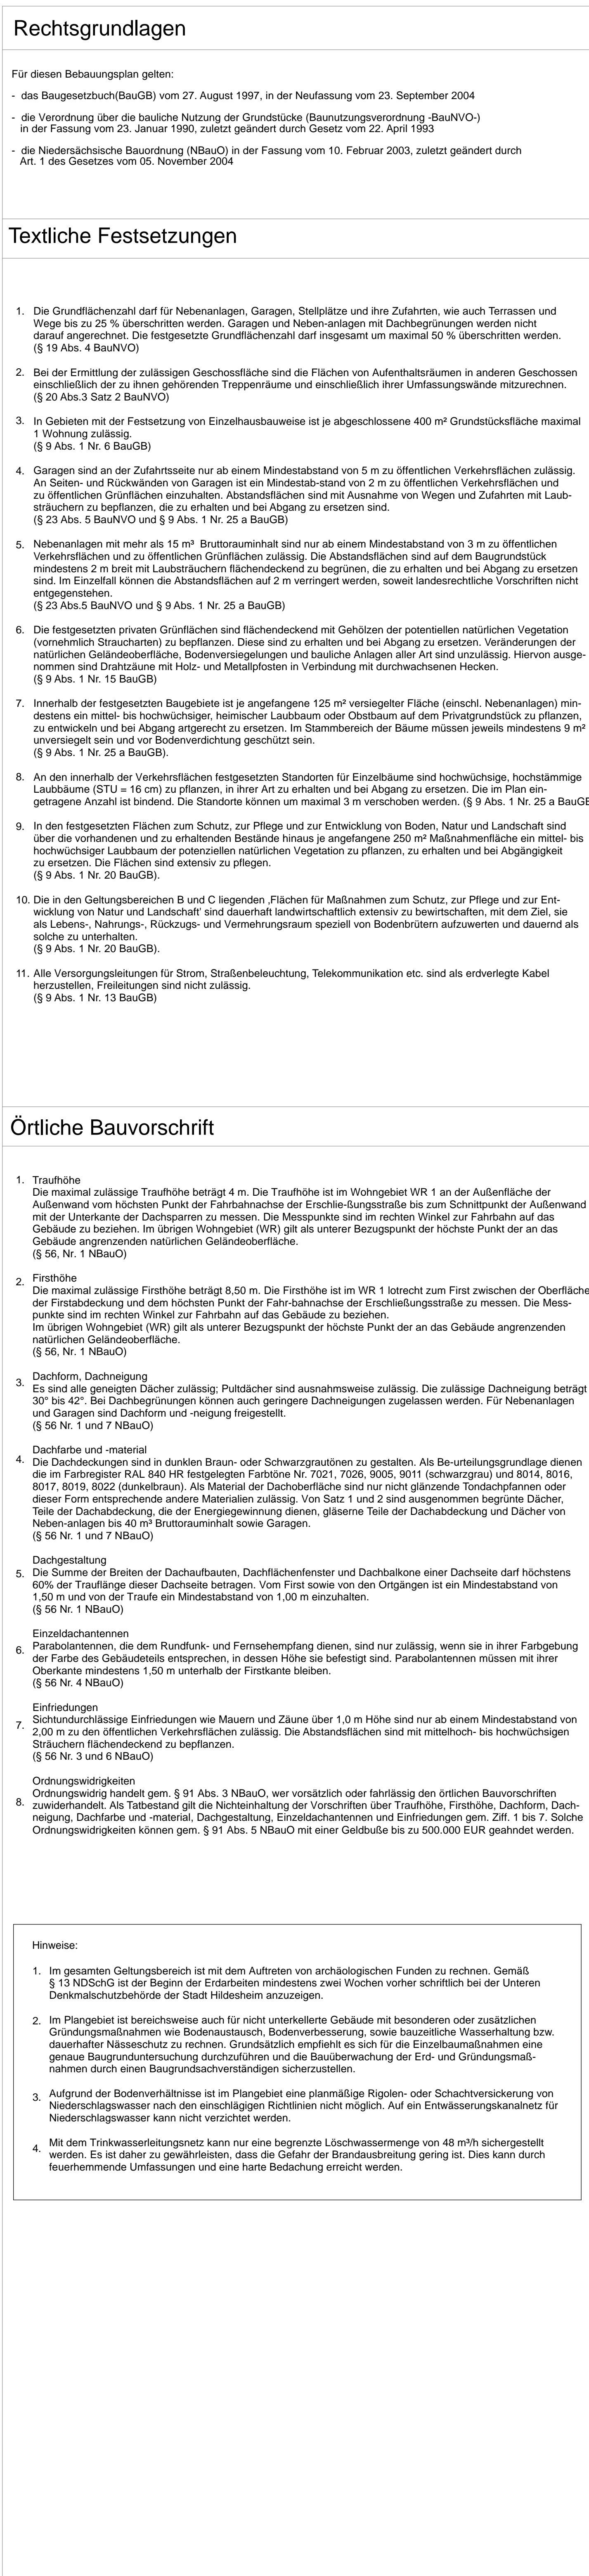 Rechtsgrundlagen
Für diesen Bebauungsplan gelten:
- das Baugesetzbuch(BauGB) vom 27. August 1997, in der Neufassung vom 23. September 2004
- die Verordnung über die bauliche Nutzung der Grundstücke (Baunutzungsverordnung -BauNVO-)
in der Fassung vom 23. Januar 1990, zuletzt geändert durch Gesetz vom 22. April 1993
- die Niedersächsische Bauordnung (NBauO) in der Fassung vom 10. Februar 2003, zuletzt geändert durch
Art. 1 des Gesetzes vom 05. November 2004
Textliche Festsetzungen
1. Die Grundflächenzahl darf für Nebenanlagen, Garagen, Stellplätze und ihre Zufahrten, wie auch Terrassen und
Wege bis zu 25 % überschritten werden. Garagen und Neben-anlagen mit Dachbegrünungen werden nicht
darauf angerechnet. Die festgesetzte Grundflächenzahl darf insgesamt um maximal 50 % überschritten werden.
(§ 19 Abs. 4 BauNVO)
2. Bei der Ermittlung der zulässigen Geschossfläche sind die Flächen von Aufenthaltsräumen in anderen Geschossen
einschließlich der zu ihnen gehörenden Treppenräume und einschließlich ihrer Umfassungswände mitzurechnen.
(§ 20 Abs.3 Satz 2 BauNVO)
3. In Gebieten mit der Festsetzung von Einzelhausbauweise ist je abgeschlossene 400 m² Grundstücksfläche maximal
1 Wohnung zulässig.
(§ 9 Abs. 1 Nr. 6 BauGB)
4. Garagen sind an der Zufahrtsseite nur ab einem Mindestabstand von 5 m zu öffentlichen Verkehrsflächen zulässig.
An Seiten- und Rückwänden von Garagen ist ein Mindestab-stand von 2 m zu öffentlichen Verkehrsflächen und
zu öffentlichen Grünflächen einzuhalten. Abstandsflächen sind mit Ausnahme von Wegen und Zufahrten mit Laub-
sträuchern zu bepflanzen, die zu erhalten und bei Abgang zu ersetzen sind.
(§ 23 Abs. 5 BauNVO und § 9 Abs. 1 Nr. 25 a BauGB)
5. Nebenanlagen mit mehr als 15 m³ Bruttorauminhalt sind nur ab einem Mindestabstand von 3 m zu öffentlichen
Verkehrsflächen und zu öffentlichen Grünflächen zulässig. Die Abstandsflächen sind auf dem Baugrundstück
mindestens 2 m breit mit Laubsträuchern flächendeckend zu begrünen, die zu erhalten und bei Abgang zu ersetzen
sind. Im Einzelfall können die Abstandsflächen auf 2 m verringert werden, soweit landesrechtliche Vorschriften nicht
entgegenstehen.
(§ 23 Abs.5 BauNVO und § 9 Abs. 1 Nr. 25 a BauGB)
6. Die festgesetzten privaten Grünflächen sind flächendeckend mit Gehölzen der potentiellen natürlichen Vegetation
(vornehmlich Straucharten) zu bepflanzen. Diese sind zu erhalten und bei Abgang zu ersetzen. Veränderungen der
natürlichen Geländeoberfläche, Bodenversiegelungen und bauliche Anlagen aller Art sind unzulässig. Hiervon ausge-
nommen sind Drahtzäune mit Holz- und Metallpfosten in Verbindung mit durchwachsenen Hecken.
(§ 9 Abs. 1 Nr. 15 BauGB)
7. Innerhalb der festgesetzten Baugebiete ist je angefangene 125 m² versiegelter Fläche (einschl. Nebenanlagen) min-
destens ein mittel- bis hochwüchsiger, heimischer Laubbaum oder Obstbaum auf dem Privatgrundstück zu pflanzen,
zu entwickeln und bei Abgang artgerecht zu ersetzen. Im Stammbereich der Bäume müssen jeweils mindestens 9 m²
unversiegelt sein und vor Bodenverdichtung geschützt sein.
(§ 9 Abs. 1 Nr. 25 a BauGB).
8. An den innerhalb der Verkehrsflächen festgesetzten Standorten für Einzelbäume sind hochwüchsige, hochstämmige
Laubbäume (STU = 16 cm) zu pflanzen, in ihrer Art zu erhalten und bei Abgang zu ersetzen. Die im Plan ein-
getragene Anzahl ist bindend. Die Standorte können um maximal 3 m verschoben werden. (§ 9 Abs. 1 Nr. 25 a BauGB
9. In den festgesetzten Flächen zum Schutz, zur Pflege und zur Entwicklung von Boden, Natur und Landschaft sind
über die vorhandenen und zu erhaltenden Bestände hinaus je angefangene 250 m² Maßnahmenfläche ein mittel- bis
hochwüchsiger Laubbaum der potenziellen natürlichen Vegetation zu pflanzen, zu erhalten und bei Abgängigkeit
zu ersetzen. Die Flächen sind extensiv zu pflegen.
(§ 9 Abs. 1 Nr. 20 BauGB).
10. Die in den Geltungsbereichen B und C liegenden ‚Flächen für Maßnahmen zum Schutz, zur Pflege und zur Ent-
wicklung von Natur und Landschaft' sind dauerhaft landwirtschaftlich extensiv zu bewirtschaften, mit dem Ziel, sie
als Lebens-, Nahrungs-, Rückzugs- und Vermehrungsraum speziell von Bodenbrütern aufzuwerten und dauernd als
solche zu unterhalten.
(§ 9 Abs. 1 Nr. 20 BauGB).
11. Alle Versorgungsleitungen für Strom, Straßenbeleuchtung, Telekommunikation etc. sind als erdverlegte Kabel
herzustellen, Freileitungen sind nicht zulässig.
(§ 9 Abs. 1 Nr. 13 BauGB)
Örtliche Bauvorschrift
1. Traufhöhe
Die maximal zulässige Traufhöhe beträgt 4 m. Die Traufhöhe ist im Wohngebiet WR 1 an der Außenfläche der
Außenwand vom höchsten Punkt der Fahrbahnachse der Erschlie-ßungsstraße bis zum Schnittpunkt der Außenwand
mit der Unterkante der Dachsparren zu messen. Die Messpunkte sind im rechten Winkel zur Fahrbahn auf das
Gebäude zu beziehen. Im übrigen Wohngebiet (WR) gilt als unterer Bezugspunkt der höchste Punkt der an das
Gebäude angrenzenden natürlichen Geländeoberfläche.
(§ 56, Nr. 1 NBauO)
2. Firsthöhe
Die maximal zulässige Firsthöhe beträgt 8,50 m. Die Firsthöhe ist im WR 1 lotrecht zum First zwischen der Oberfläche
der Firstabdeckung und dem höchsten Punkt der Fahr-bahnachse der Erschließungsstraße zu messen. Die Mess-
punkte sind im rechten Winkel zur Fahrbahn auf das Gebäude zu beziehen.
Im übrigen Wohngebiet (WR) gilt als unterer Bezugspunkt der höchste Punkt der an das Gebäude angrenzenden
natürlichen Geländeoberfläche.
(§ 56, Nr. 1 NBauO)
3. Dachform, Dachneigung
Es sind alle geneigten Dächer zulässig; Pultdächer sind ausnahmsweise zulässig. Die zulässige Dachneigung beträgt
30° bis 42°. Bei Dachbegrünungen können auch geringere Dachneigungen zugelassen werden. Für Nebenanlagen
und Garagen sind Dachform und -neigung freigestellt.
(§ 56 Nr. 1 und 7 NBauO)
4. Dachfarbe und -material
Die Dachdeckungen sind in dunklen Braun- oder Schwarzgrautönen zu gestalten. Als Be-urteilungsgrundlage dienen
die im Farbregister RAL 840 HR festgelegten Farbtöne Nr. 7021, 7026, 9005, 9011 (schwarzgrau) und 8014, 8016,
8017, 8019, 8022 (dunkelbraun). Als Material der Dachoberfläche sind nur nicht glänzende Tondachpfannen oder
dieser Form entsprechende andere Materialien zulässig. Von Satz 1 und 2 sind ausgenommen begrünte Dächer,
Teile der Dachabdeckung, die der Energiegewinnung dienen, gläserne Teile der Dachabdeckung und Dächer von
Neben-anlagen bis 40 m³ Bruttorauminhalt sowie Garagen.
(§ 56 Nr. 1 und 7 NBauO)
5. Dachgestaltung
Die Summe der Breiten der Dachaufbauten, Dachflächenfenster und Dachbalkone einer Dachseite darf höchstens
60% der Trauflänge dieser Dachseite betragen. Vom First sowie von den Ortgängen ist ein Mindestabstand von
1,50 m und von der Traufe ein Mindestabstand von 1,00 m einzuhalten.
(§ 56 Nr. 1 NBauO)
6. Einzeldachantennen
Parabolantennen, die dem Rundfunk- und Fernsehempfang dienen, sind nur zulässig, wenn sie in ihrer Farbgebung
der Farbe des Gebäudeteils entsprechen, in dessen Höhe sie befestigt sind. Parabolantennen müssen mit ihrer
Oberkante mindestens 1,50 m unterhalb der Firstkante bleiben.
(§ 56 Nr. 4 NBauO)
7. Einfriedungen
Sichtundurchlässige Einfriedungen wie Mauern und Zäune über 1,0 m Höhe sind nur ab einem Mindestabstand von
2,00 m zu den öffentlichen Verkehrsflächen zulässig. Die Abstandsflächen sind mit mittelhoch- bis hochwüchsigen
Sträuchern flächendeckend zu bepflanzen.
(§ 56 Nr. 3 und 6 NBauO)
8. Ordnungswidrigkeiten
Ordnungswidrig handelt gem. § 91 Abs. 3 NBauO, wer vorsätzlich oder fahrlässig den örtlichen Bauvorschriften
zuwiderhandelt. Als Tatbestand gilt die Nichteinhaltung der Vorschriften über Traufhöhe, Firsthöhe, Dachform, Dach-
neigung, Dachfarbe und -material, Dachgestaltung, Einzeldachantennen und Einfriedungen gem. Ziff. 1 bis 7. Solche
Ordnungswidrigkeiten können gem. § 91 Abs. 5 NBauO mit einer Geldbuße bis zu 500.000 EUR geahndet werden.
Hinweise:
1. Im gesamten Geltungsbereich ist mit dem Auftreten von archäologischen Funden zu rechnen. Gemäß
§ 13 NDSchG ist der Beginn der Erdarbeiten mindestens zwei Wochen vorher schriftlich bei der Unteren
Denkmalschutzbehörde der Stadt Hildesheim anzuzeigen.
2. Im Plangebiet ist bereichsweise auch für nicht unterkellerte Gebäude mit besonderen oder zusätzlichen
Gründungsmaßnahmen wie Bodenaustausch, Bodenverbesserung, sowie bauzeitliche Wasserhaltung bzw.
dauerhafter Nässeschutz zu rechnen. Grundsätzlich empfiehlt es sich für die Einzelbaumaßnahmen eine
genaue Baugrunduntersuchung durchzuführen und die Bauüberwachung der Erd- und Gründungsmaß-
nahmen durch einen Baugrundsachverständigen sicherzustellen.
3. Aufgrund der Bodenverhältnisse ist im Plangebiet eine planmäßige Rigolen- oder Schachtversickerung von
Niederschlagswasser nach den einschlägigen Richtlinien nicht möglich. Auf ein Entwässerungskanalnetz für
Niederschlagswasser kann nicht verzichtet werden.
4. Mit dem Trinkwasserleitungsnetz kann nur eine begrenzte Löschwassermenge von 48 m³/h sichergestellt
werden. Es ist daher zu gewährleisten, dass die Gefahr der Brandausbreitung gering ist. Dies kann durch
feuerhemmende Umfassungen und eine harte Bedachung erreicht werden.